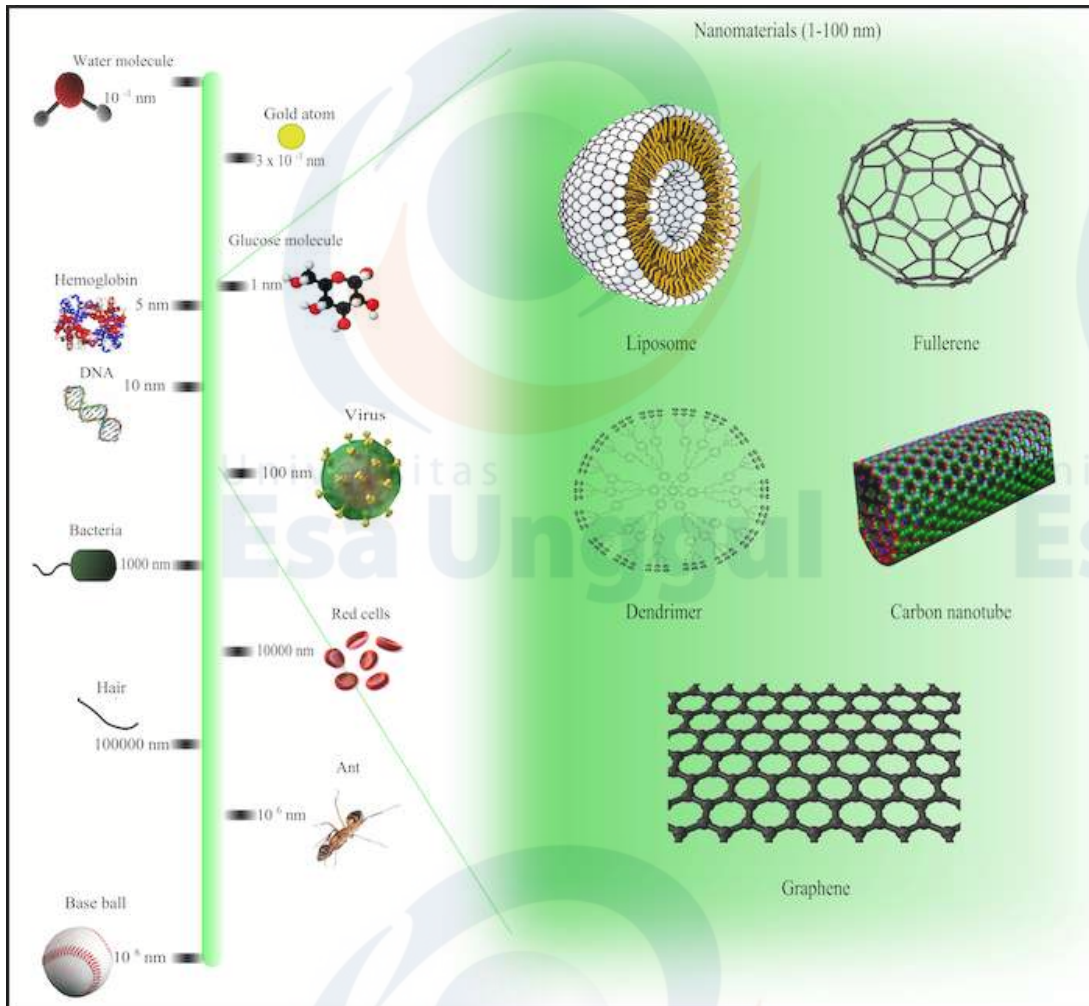 Nanomaterials (1-100 nm)
Water molecule
10⁻¹ nm
Gold atom
3 x 10⁻¹ nm
Glucose molecule
1 nm
Hemoglobin
5 nm
DNA
10 nm
Virus
100 nm
Bacteria
1000 nm
Red cells
10000 nm
Hair
100000 nm
Ant
10⁶ nm
Base ball
10⁸ nm
Liposome
Fullerene
Dendrimer
Carbon nanotube
Graphene
Universitas
Esa Unggul
Es